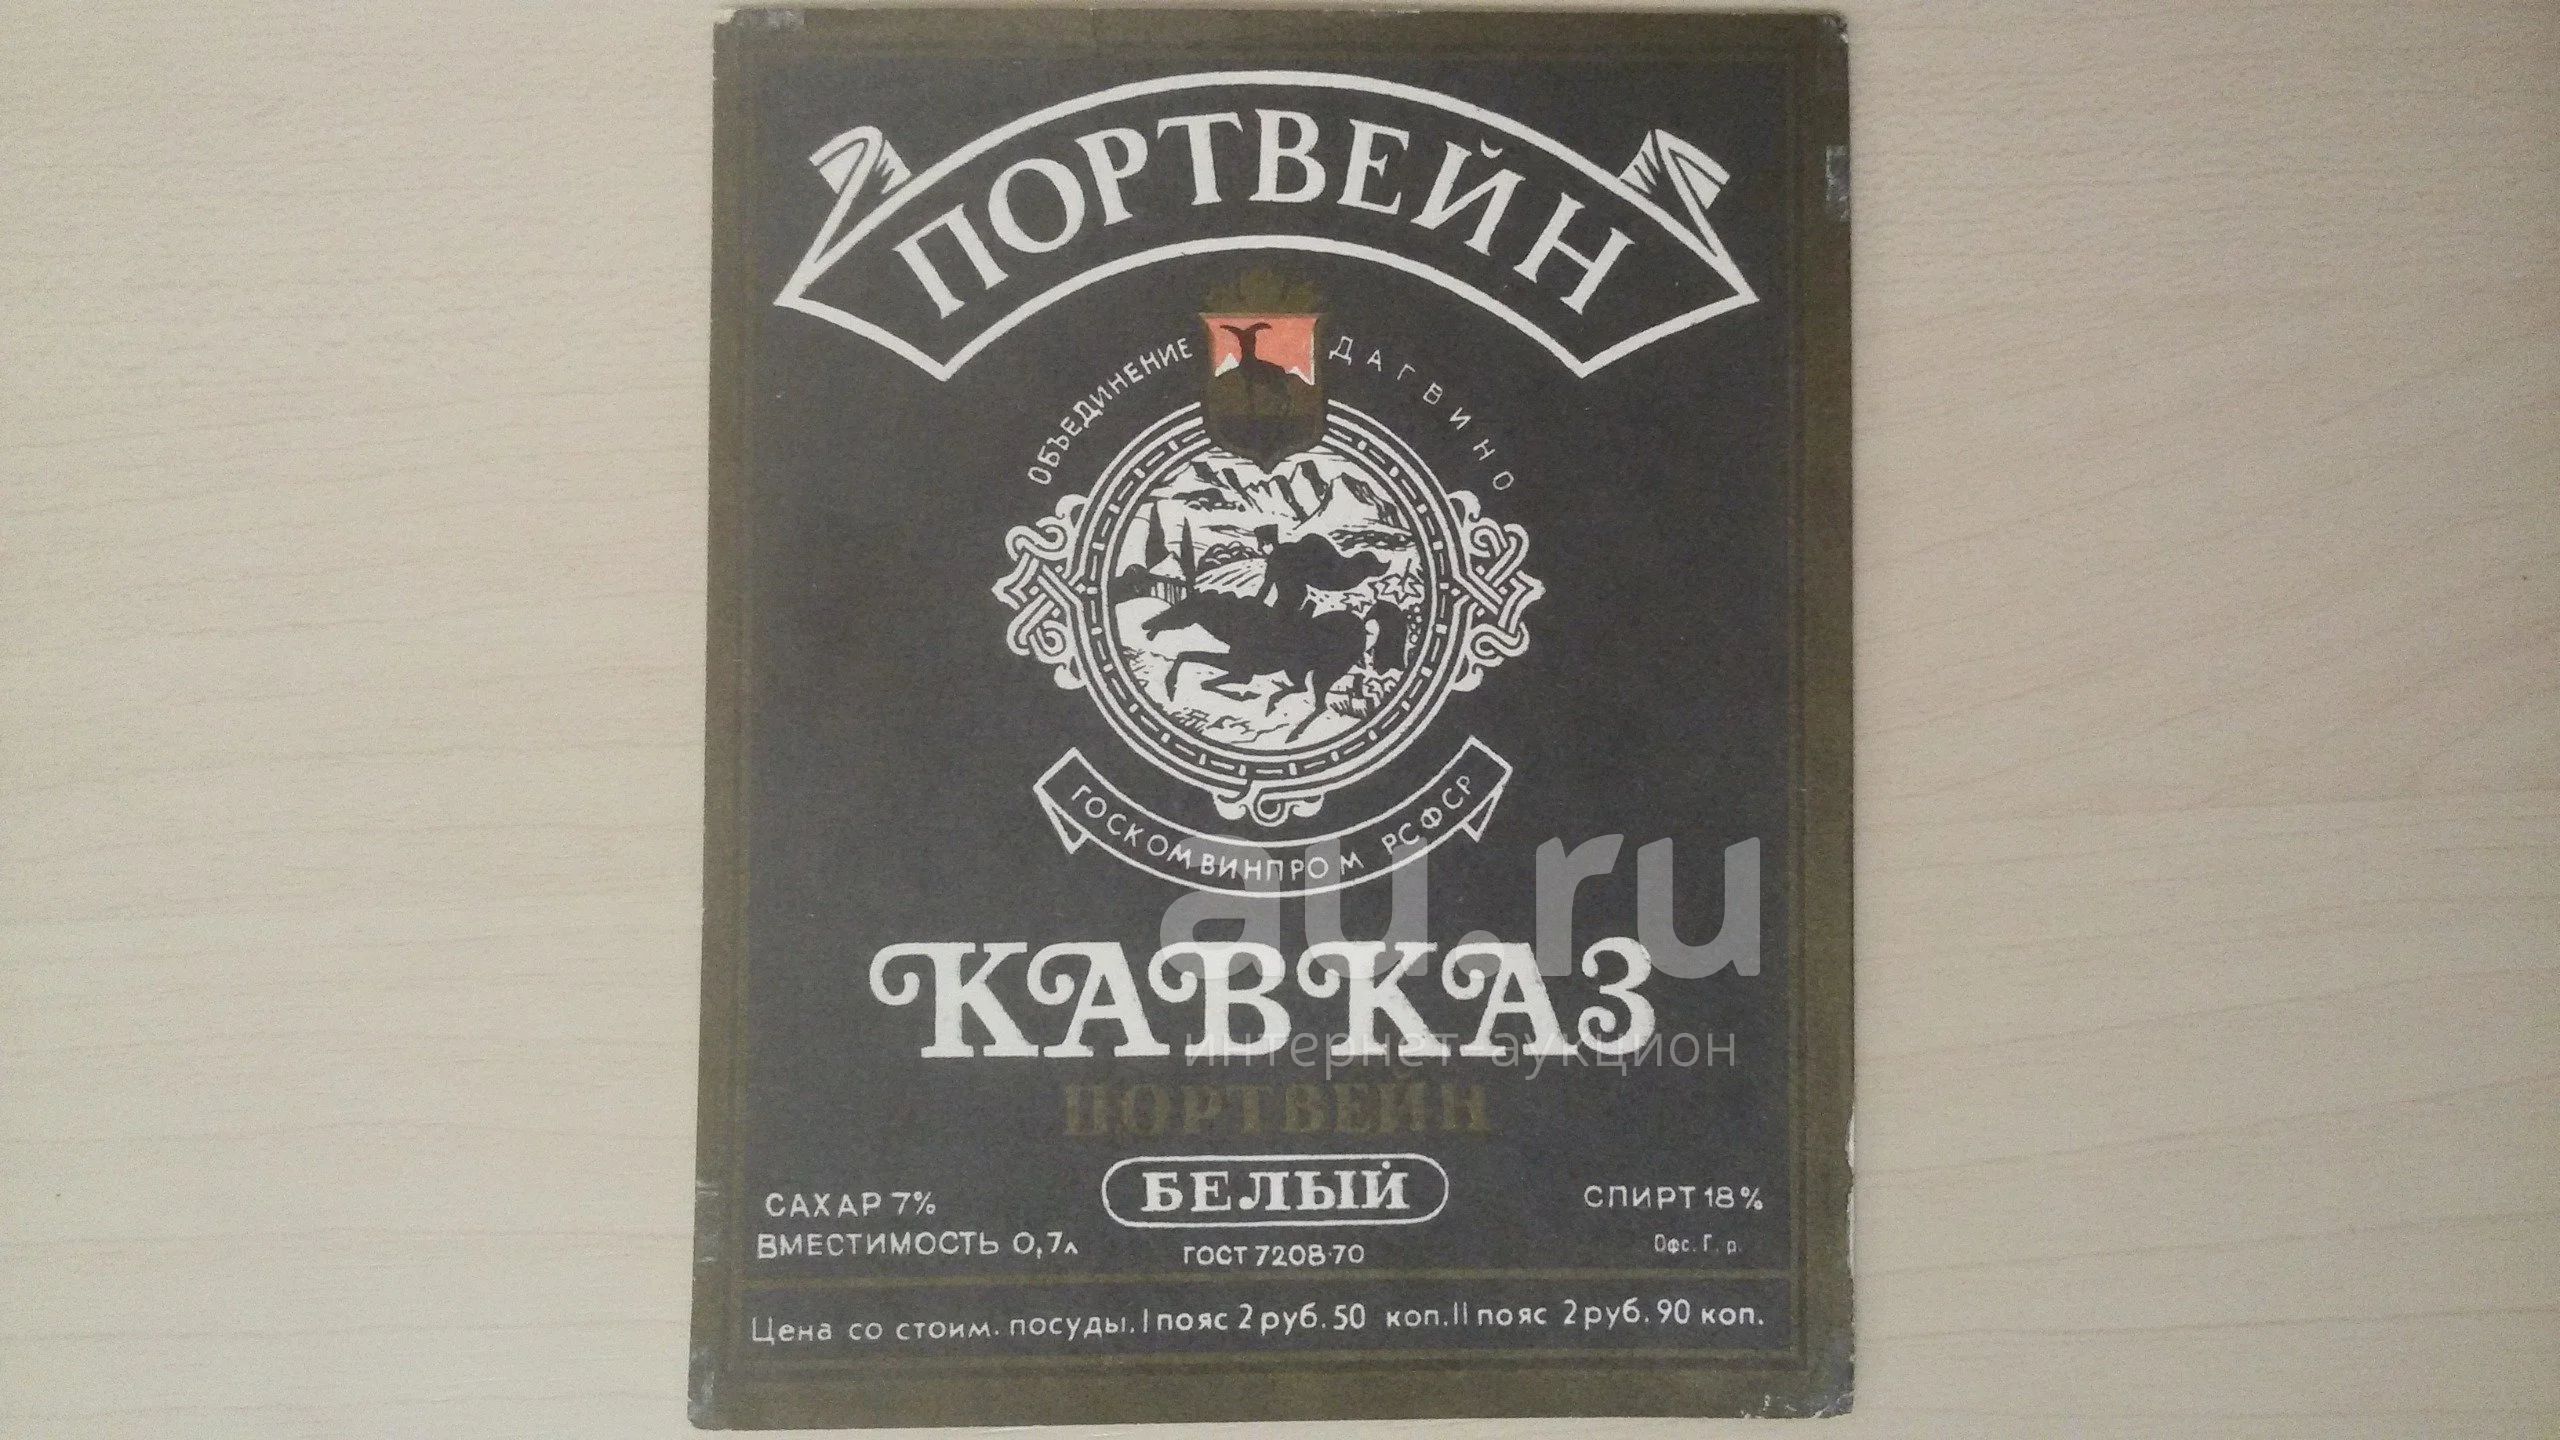 ПОРТВЕЙН
ОБЪЕДИНЕНИЕ ДАГВИНО
ГОСКОМВИНПРОМ РСФСР
au.ru
КАВКАЗ
интернет-аукцион
ПОРТВЕЙН
БЕЛЫЙ
САХАР 7%
СПИРТ 18%
ВМЕСТИМОСТЬ 0,7л
ГОСТ 7208-70
Офс. Г. р.
Цена со стоим. посуды. I пояс 2 руб. 50 коп. II пояс 2 руб. 90 коп.